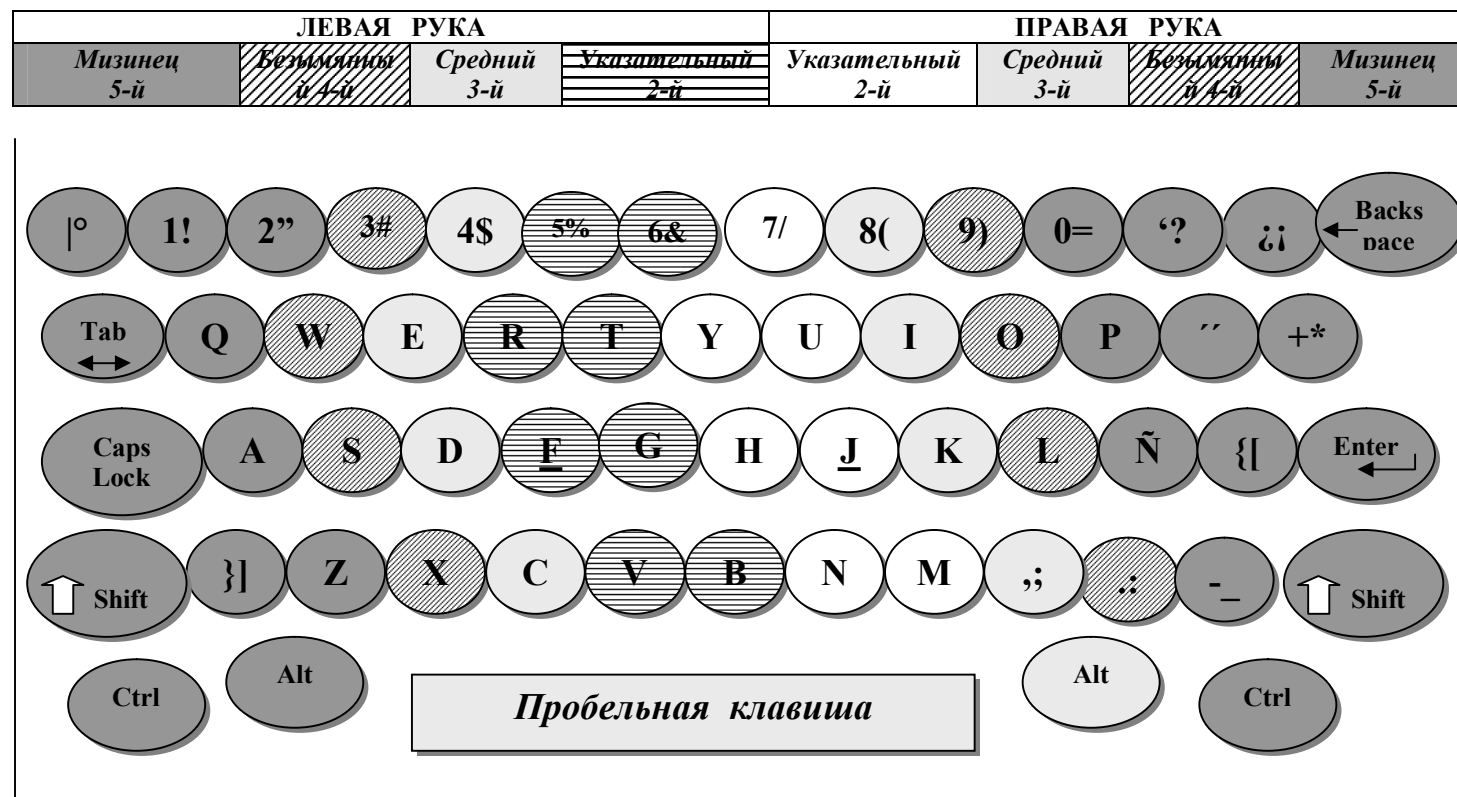 ЛЕВАЯ РУКА ПРАВАЯ РУКА
Мизинец Безымянны Средний Указательный Указательный Средний Безымянны Мизинец
5-й й 4-й 3-й 2-й 2-й 3-й й 4-й 5-й
|° 1! 2” 3# 4$ 5% 6& 7/ 8( 9) 0= ‘? ¿¡ Backs
pace
Tab Q W E R T Y U I O P ´´ +*
Caps
Lock A S D F G H J K L Ñ {[ Enter
Shift }] Z X C V B N M ,; .: -_ Shift
Ctrl Alt Пробельная клавиша Alt Ctrl